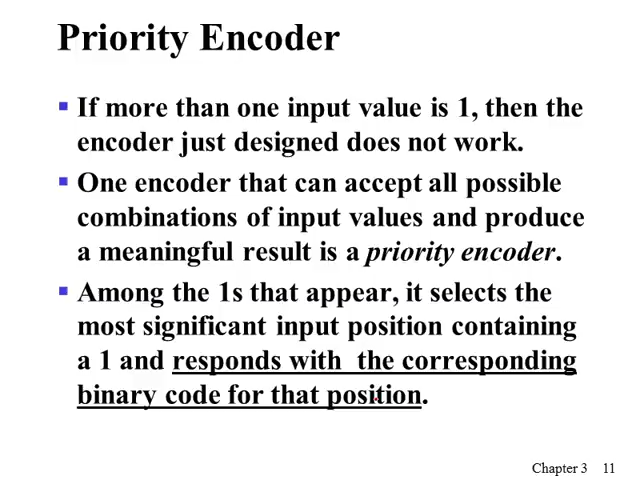 Priority Encoder
▪ If more than one input value is 1, then the
encoder just designed does not work.
▪ One encoder that can accept all possible
combinations of input values and produce
a meaningful result is a priority encoder.
▪ Among the 1s that appear, it selects the
most significant input position containing
a 1 and responds with the corresponding
binary code for that position.
Chapter 3 11